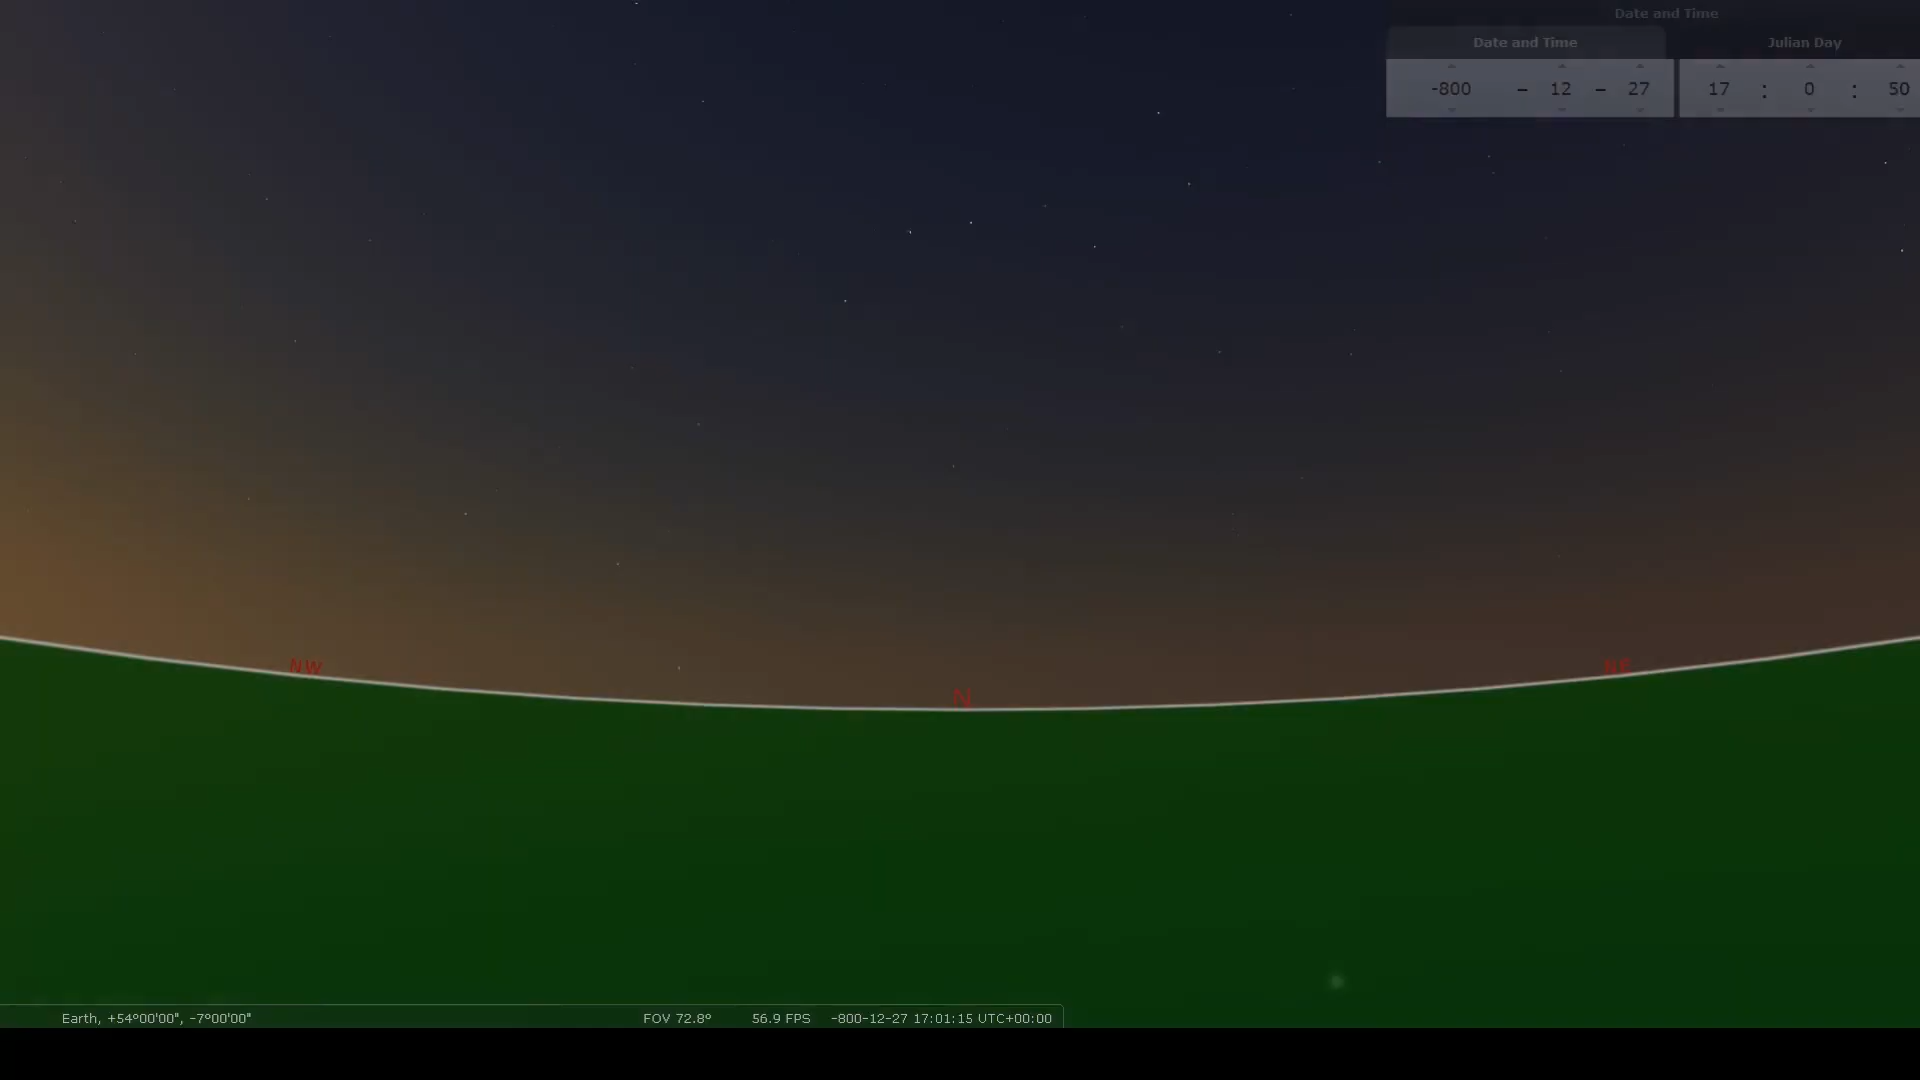 Date and Time
Date and Time Julian Day
-800 – 12 – 27 17 : 0 : 50
NW N NE
Earth, +54°00'00", -7°00'00" FOV 72.8° 56.9 FPS -800-12-27 17:01:15 UTC+00:00